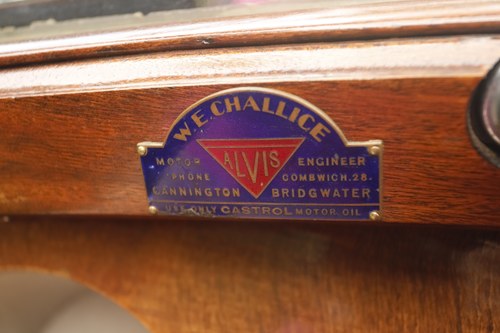 W.E CHALLICE
MOTOR ENGINEER
ALVIS
'PHONE COMBWICH.28.
CANNINGTON BRIDGWATER
USE ONLY CASTROL MOTOR OIL